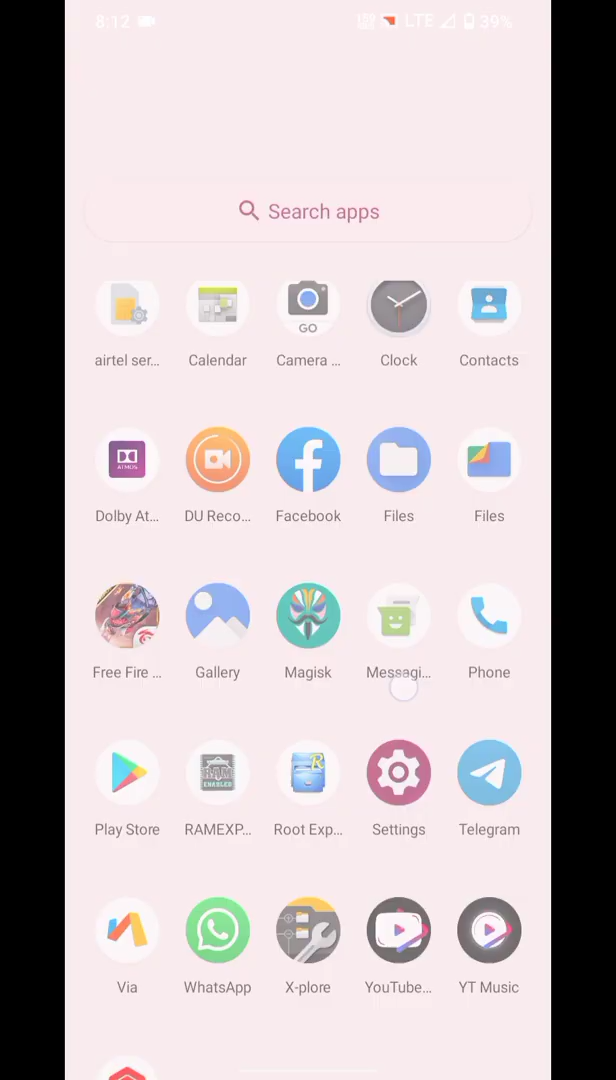 8:12 LTE 39%
Search apps
airtel ser... Calendar Camera ... Clock Contacts
GO
ATMOS
Dolby At... DU Reco... Facebook Files Files
Free Fire ... Gallery Magisk Messagi... Phone
RAM
ENABLED
R
Play Store RAMEXP... Root Exp... Settings Telegram
Via WhatsApp X-plore YouTube... YT Music